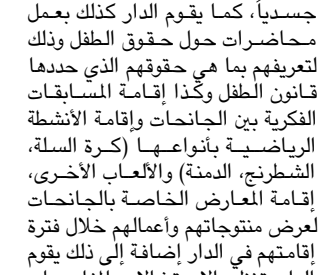 جسدياً، كما يقوم الدار كذلك بعمل
محاضرات حول حقوق الطفل وذلك
لتعريفهم بما هي حقوقهم الذي حددها
قانون الطفل وكذا إقامة المسابقات
الفكرية بين الجانحات وإقامة الأنشطة
الرياضية بأنواعها (كرة السلة،
الشطرنج، الدمنة) والألعاب الأخرى،
إقامة المعارض الخاصة بالجانحات
لعرض منتوجاتهم وأعمالهم خلال فترة
إقامتهم في الدار إضافة إلى ذلك يقوم